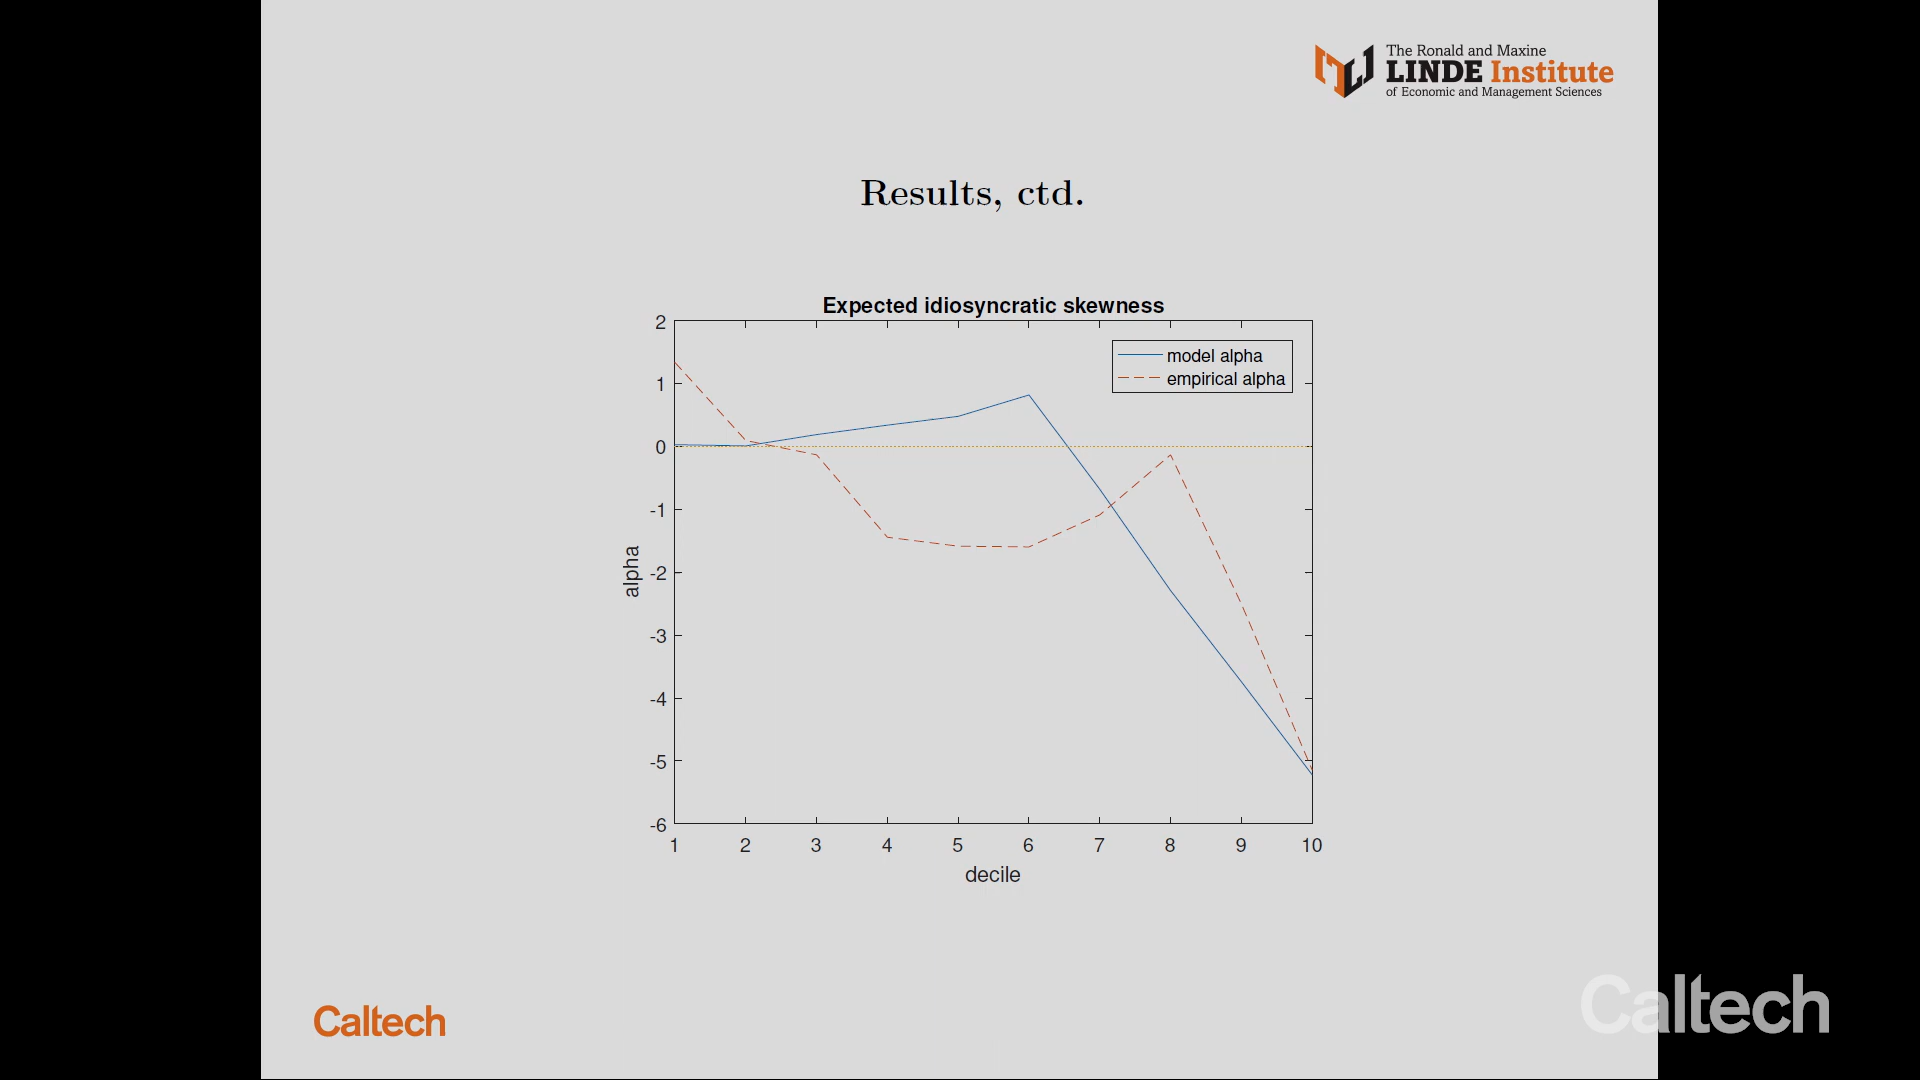 The Ronald and Maxine
LINDE Institute
of Economic and Management Sciences
Results, ctd.
Expected idiosyncratic skewness
model alpha
empirical alpha
2
1
0
-1
-2
-3
-4
-5
-6
alpha
1 2 3 4 5 6 7 8 9 10
decile
Caltech
Caltech